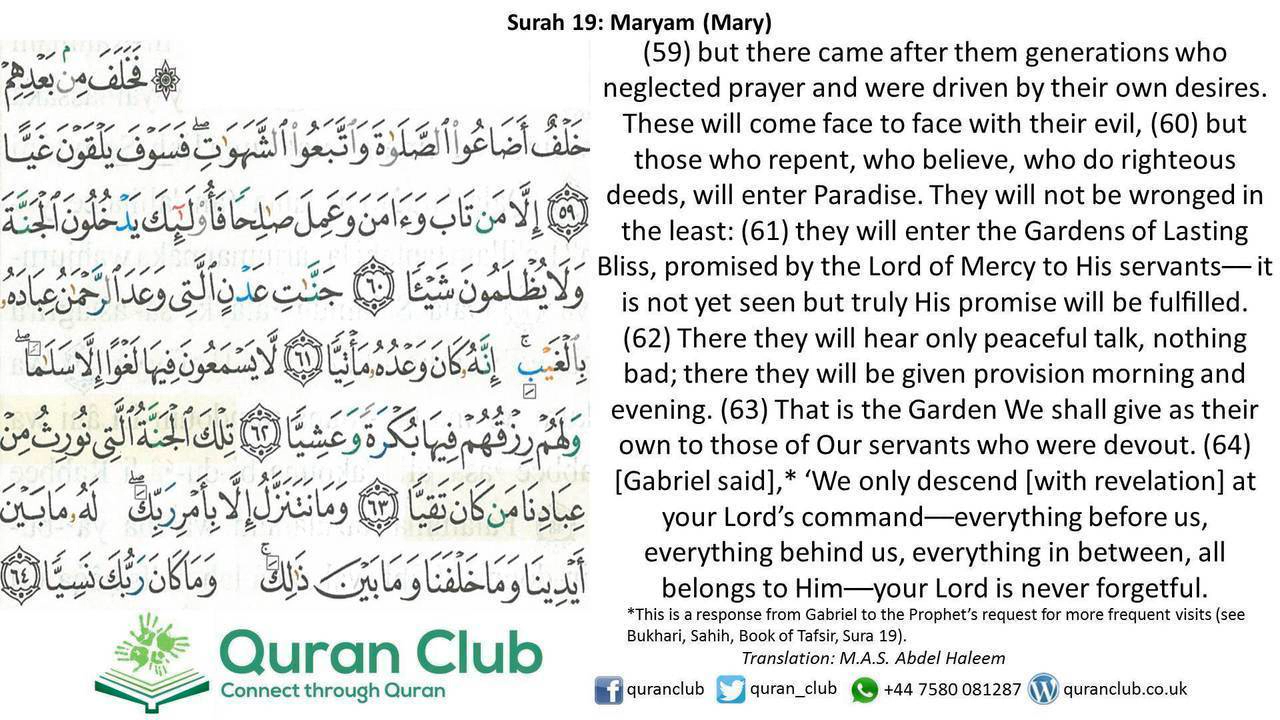 Surah 19: Maryam (Mary)
فَخَلَفَ مِنۢ بَعْدِهِمْ
خَلْفٌ أَضَاعُوا۟ ٱلصَّلَوٰةَ وَٱتَّبَعُوا۟ ٱلشَّهَوَٰتِ ۖ فَسَوْفَ يَلْقَوْنَ غَيًّا
٥٩ إِلَّا مَن تَابَ وَءَامَنَ وَعَمِلَ صَٰلِحًا فَأُو۟لَٰٓئِكَ يَدْخُلُونَ ٱلْجَنَّةَ
وَلَا يُظْلَمُونَ شَيْـًٔا ٦٠ جَنَّٰتِ عَدْنٍ ٱلَّتِى وَعَدَ ٱلرَّحْمَٰنُ عِبَادَهُۥ
بِٱلْغَيْبِ ۚ إِنَّهُۥ كَانَ وَعْدُهُۥ مَأْتِيًّا ٦١ لَّا يَسْمَعُونَ فِيهَا لَغْوًا إِلَّا سَلَٰمًا ۖ
وَلَهُمْ رِزْقُهُمْ فِيهَا بُكْرَةً وَعَشِيًّا ٦٢ تِلْكَ ٱلْجَنَّةُ ٱلَّتِى نُورِثُ مِنْ
عِبَادِنَا مَن كَانَ تَقِيًّا ٦٣ وَمَا نَتَنَزَّلُ إِلَّا بِأَمْرِ رَبِّكَ ۖ لَهُۥ مَا بَيْنَ
أَيْدِينَا وَمَا خَلْفَنَا وَمَا بَيْنَ ذَٰلِكَ ۚ وَمَا كَانَ رَبُّكَ نَسِيًّا ٦٤
(59) but there came after them generations who
neglected prayer and were driven by their own desires.
These will come face to face with their evil, (60) but
those who repent, who believe, who do righteous
deeds, will enter Paradise. They will not be wronged in
the least: (61) they will enter the Gardens of Lasting
Bliss, promised by the Lord of Mercy to His servants— it
is not yet seen but truly His promise will be fulfilled.
(62) There they will hear only peaceful talk, nothing
bad; there they will be given provision morning and
evening. (63) That is the Garden We shall give as their
own to those of Our servants who were devout. (64)
[Gabriel said],* ‘We only descend [with revelation] at
your Lord’s command—everything before us,
everything behind us, everything in between, all
belongs to Him—your Lord is never forgetful.
*This is a response from Gabriel to the Prophet’s request for more frequent visits (see
Bukhari, Sahih, Book of Tafsir, Sura 19).
Translation: M.A.S. Abdel Haleem
Quran Club
Connect through Quran
quranclub quran_club +44 7580 081287 quranclub.co.uk